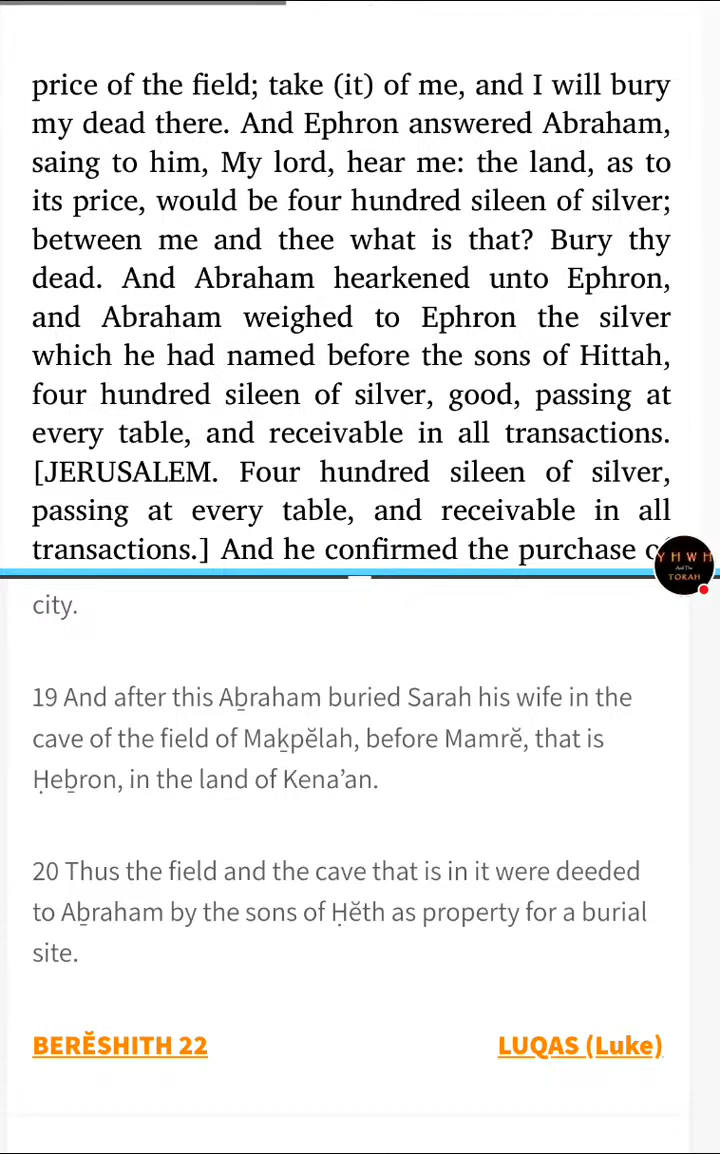 price of the field; take (it) of me, and I will bury
my dead there. And Ephron answered Abraham,
saing to him, My lord, hear me: the land, as to
its price, would be four hundred sileen of silver;
between me and thee what is that? Bury thy
dead. And Abraham hearkened unto Ephron,
and Abraham weighed to Ephron the silver
which he had named before the sons of Hittah,
four hundred sileen of silver, good, passing at
every table, and receivable in all transactions.
[JERUSALEM. Four hundred sileen of silver,
passing at every table, and receivable in all
transactions.] And he confirmed the purchase
Y H W H
And The
TORAH
city.
19 And after this Aḇraham buried Sarah his wife in the
cave of the field of Maḵpĕlah, before Mamrĕ, that is
Ḥeḇron, in the land of Kena’an.
20 Thus the field and the cave that is in it were deeded
to Aḇraham by the sons of Ḥĕth as property for a burial
site.
BERĔSHITH 22
LUQAS (Luke)